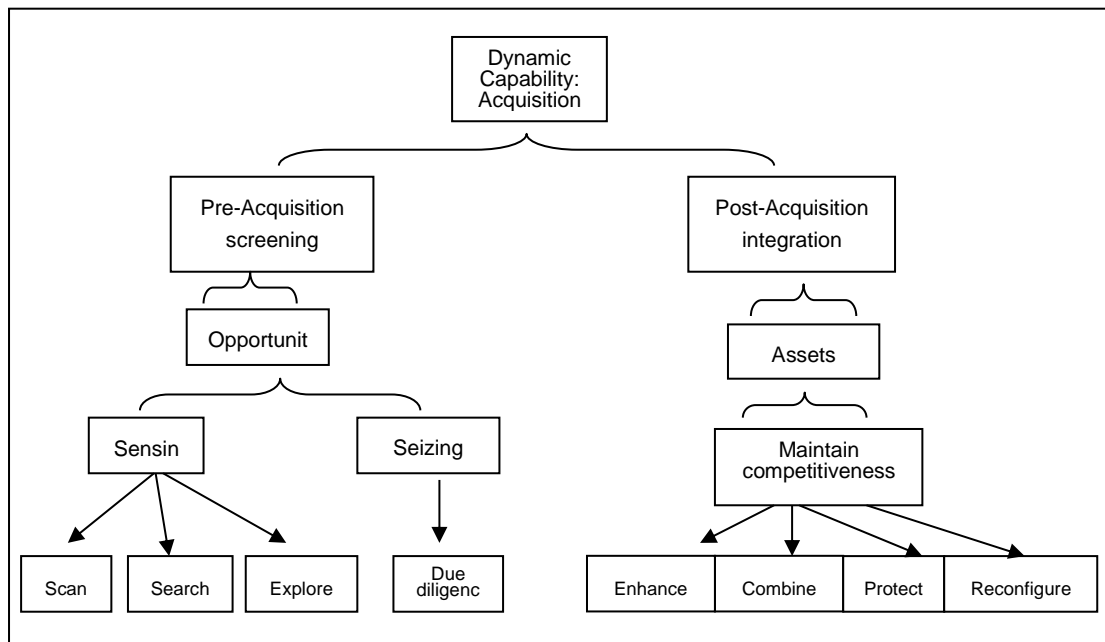 Dynamic
Capability:
Acquisition
Pre-Acquisition
screening
Post-Acquisition
integration
Opportunit
Assets
Sensin
Seizing
Maintain
competitiveness
Scan
Search
Explore
Due
diligenc
Enhance
Combine
Protect
Reconfigure